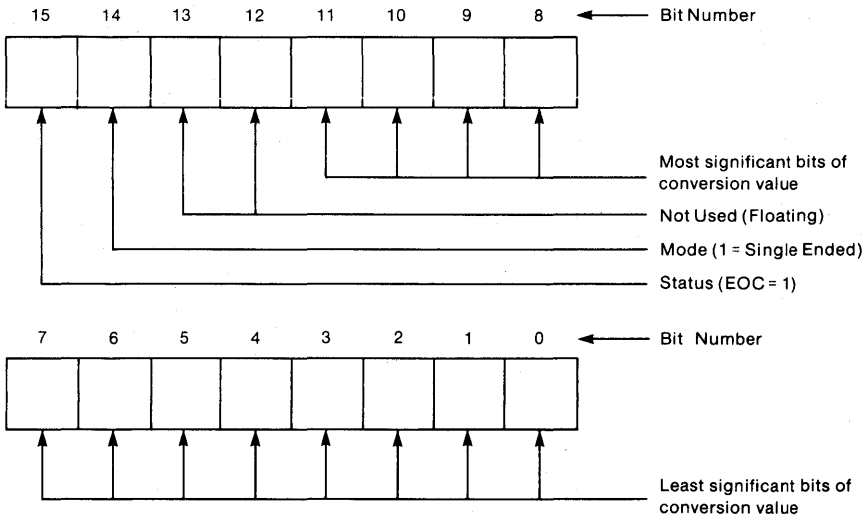 15 14 13 12 11 10 9 8 Bit Number
Most significant bits of
conversion value
Not Used (Floating)
Mode (1 = Single Ended)
Status (EOC = 1)
7 6 5 4 3 2 1 0 Bit Number
Least significant bits of
conversion value